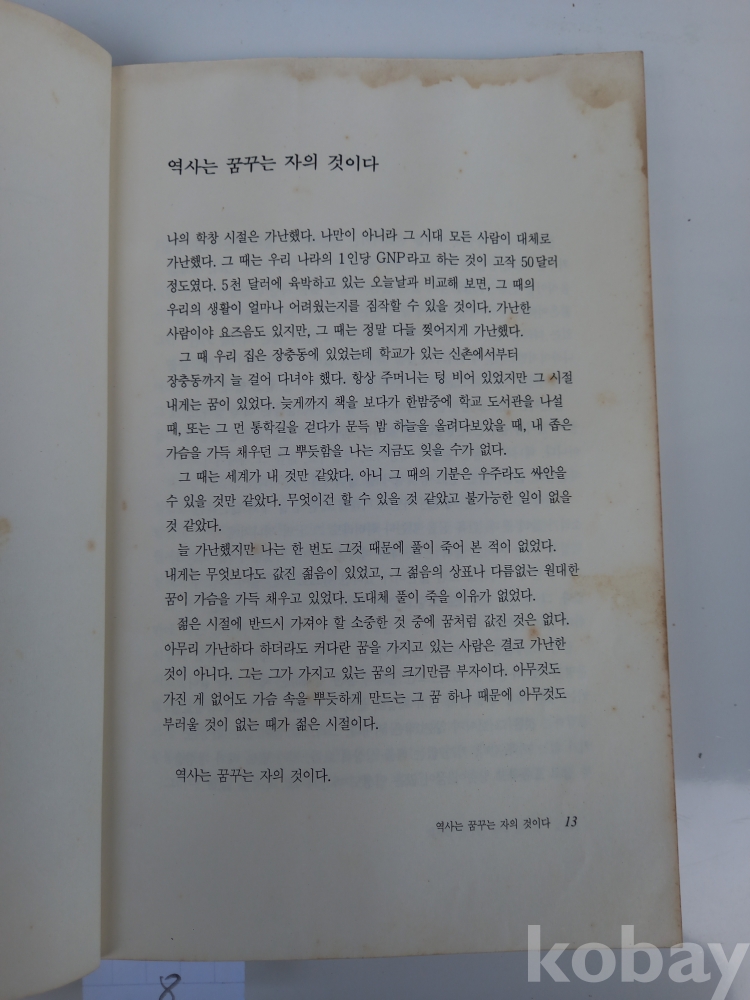 역사는 꿈꾸는 자의 것이다
나의 학창 시절은 가난했다. 나만이 아니라 그 시대 모든 사람이 대체로
가난했다. 그 때는 우리 나라의 1인당 GNP라고 하는 것이 고작 50달러
정도였다. 5천 달러에 육박하고 있는 오늘날과 비교해 보면, 그 때의
우리의 생활이 얼마나 어려웠는지를 짐작할 수 있을 것이다. 가난한
사람이야 요즈음도 있지만, 그 때는 정말 다들 찢어지게 가난했다.
그 때 우리 집은 장충동에 있었는데 학교가 있는 신촌에서부터
장충동까지 늘 걸어 다녀야 했다. 항상 주머니는 텅 비어 있었지만 그 시절
내게는 꿈이 있었다. 늦게까지 책을 보다가 한밤중에 학교 도서관을 나설
때, 또는 그 먼 통학길을 걷다가 문득 밤 하늘을 올려다보았을 때, 내 좁은
가슴을 가득 채우던 그 뿌듯함을 나는 지금도 잊을 수가 없다.
그 때는 세계가 내 것만 같았다. 아니 그 때의 기분은 우주라도 싸안을
수 있을 것만 같았다. 무엇이건 할 수 있을 것 같았고 불가능한 일이 없을
것 같았다.
늘 가난했지만 나는 한 번도 그것 때문에 풀이 죽어 본 적이 없었다.
내게는 무엇보다도 값진 젊음이 있었고, 그 젊음의 상표나 다름없는 원대한
꿈이 가슴을 가득 채우고 있었다. 도대체 풀이 죽을 이유가 없었다.
젊은 시절에 반드시 가져야 할 소중한 것 중에 꿈처럼 값진 것은 없다.
아무리 가난하다 하더라도 커다란 꿈을 가지고 있는 사람은 결코 가난한
것이 아니다. 그는 그가 가지고 있는 꿈의 크기만큼 부자이다. 아무것도
가진 게 없어도 가슴 속을 뿌듯하게 만드는 그 꿈 하나 때문에 아무것도
부러울 것이 없는 때가 젊은 시절이다.
역사는 꿈꾸는 자의 것이다.
역사는 꿈꾸는 자의 것이다 13
8
kobay